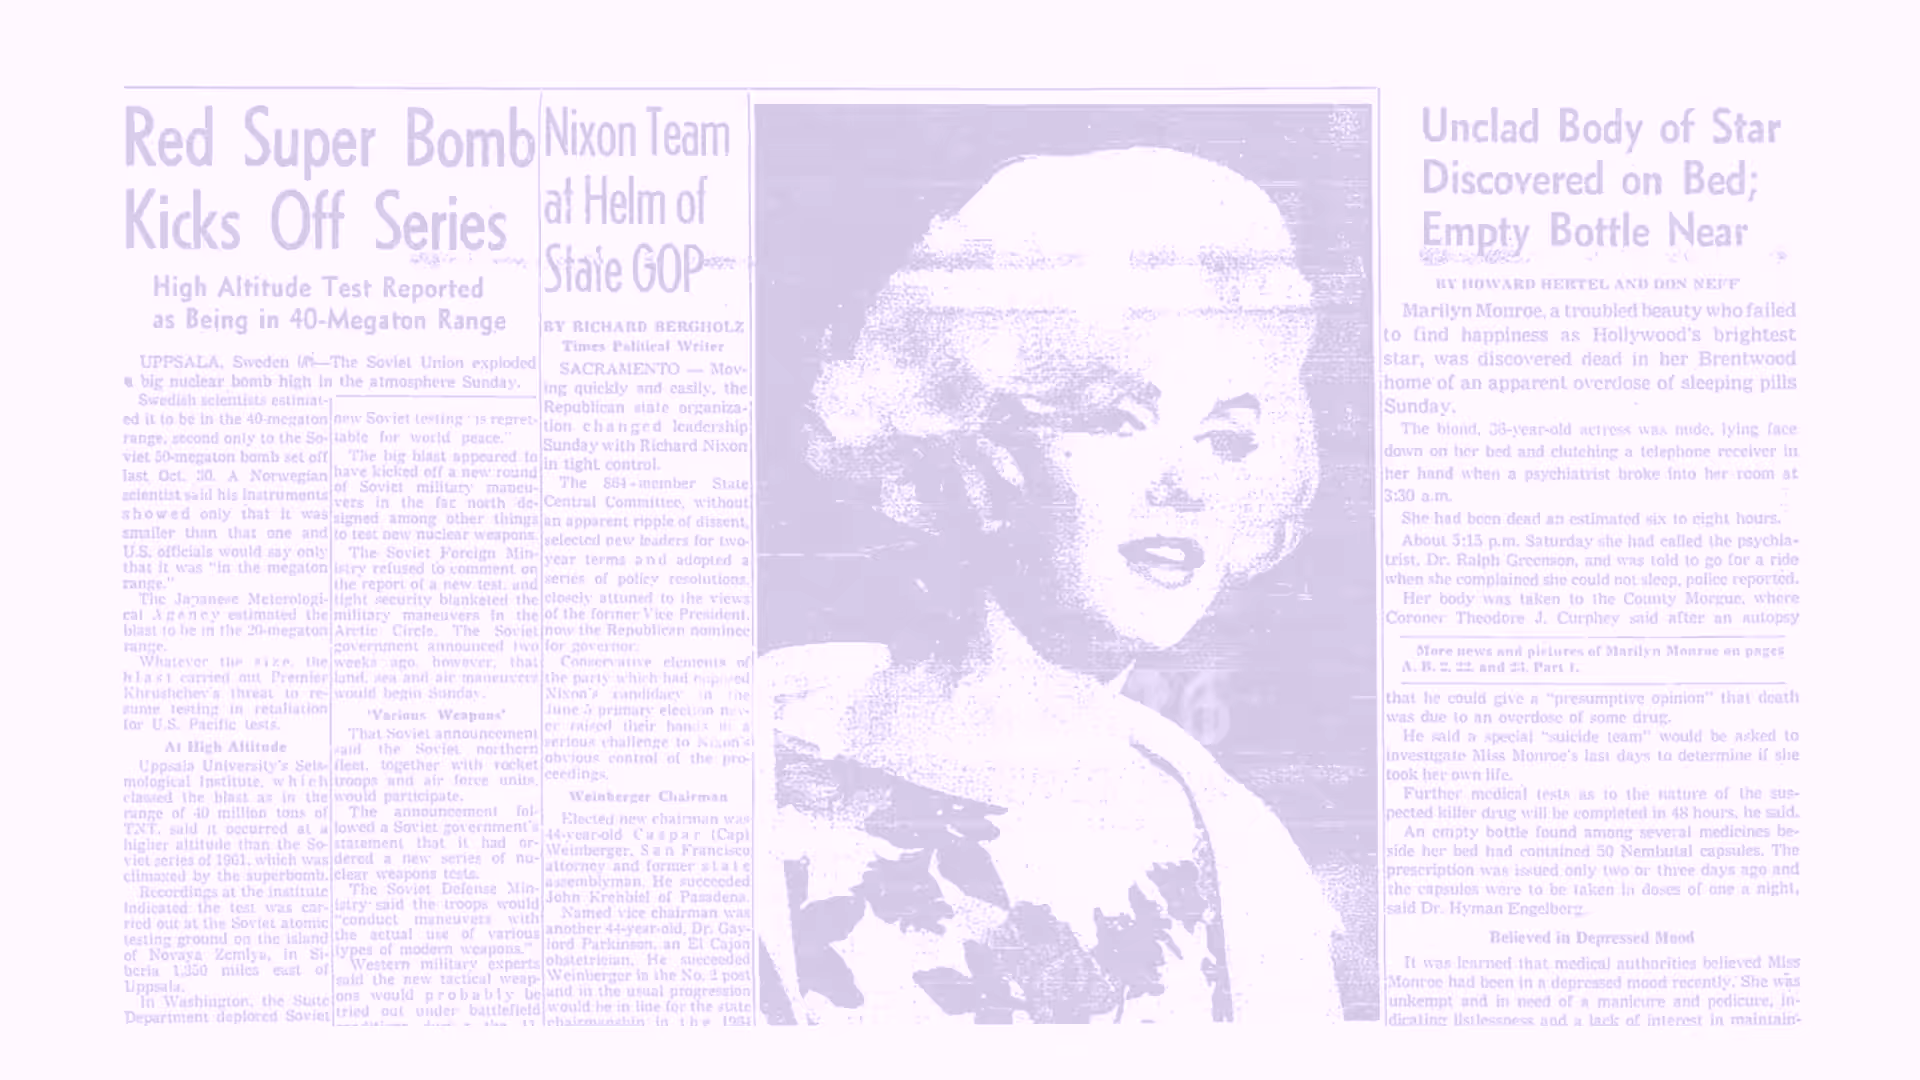 Red Super Bomb
Kicks Off Series
High Altitude Test Reported
as Being in 40-Megaton Range
UPPSALA, Sweden (AP)—The Soviet Union exploded
a big nuclear bomb high in the atmosphere Sunday.
Swedish scientists estimat-
ed it to be in the 40-megaton
range, second only to the So-
viet 50-megaton bomb set off
last Oct. 30. A Norwegian
scientist said his instruments
showed only that it was
smaller than that one and
U.S. officials would say only
that it was "in the megaton
range."
The Japanese Meterologi-
cal Agency estimated the
blast to be in the 20-megaton
range.
Whatever the size, the
blast carried out Premier
Khrushchev's threat to re-
sume testing in retaliation
for U.S. Pacific tests.
At High Altitude
Uppsala University's Seis-
mological Institute, which
classed the blast as in the
range of 40 million tons of
TNT, said it occurred at a
higher altitude than the So-
viet series of 1961, which was
climaxed by the superbomb.
Recordings at the institute
indicated the test was car-
ried out at the Soviet atomic
testing ground on the island
of Novaya Zemlya, in Si-
beria 1,350 miles east of
Uppsala.
In Washington, the State
Department deplored Soviet
new Soviet testing "is regret-
table for world peace."
The big blast appeared to
have kicked off a new round
of Soviet military maneu-
vers in the far north de-
signed among other things
to test new nuclear weapons.
The Soviet Foreign Min-
istry refused to comment on
the report of a new test, and
tight security blanketed the
military maneuvers in the
Arctic Circle. The Soviet
government announced two
weeks ago, however, that
land, sea and air maneuvers
would begin Sunday.
'Various Weapons'
That Soviet announcement
said the Soviet northern
fleet, together with rocket
troops and air force units,
would participate.
The announcement fol-
lowed a Soviet government's
statement that it had or-
dered a new series of nu-
clear weapons tests.
The Soviet Defense Min-
istry said the troops would
"conduct maneuvers with
the actual use of various
types of modern weapons."
Western military experts
said the new tactical weap-
ons would probably be
tried out under battlefield
Nixon Team
at Helm of
State GOP
BY RICHARD BERGHOLZ
Times Political Writer
SACRAMENTO — Mov-
ing quickly and easily, the
Republican state organiza-
tion changed leadership
Sunday with Richard Nixon
in tight control.
The 864-member State
Central Committee, without
an apparent ripple of dissent,
selected new leaders for two-
year terms and adopted a
series of policy resolutions,
closely attuned to the views
of the former Vice President,
now the Republican nominee
for governor.
Conservative elements of
the party which had opposed
Nixon's candidacy in the
June 5 primary election nev-
er raised their hands in a
serious challenge to Nixon's
obvious control of the pro-
ceedings.
Weinberger Chairman
Elected new chairman was
44-year-old Caspar (Cap)
Weinberger, San Francisco
attorney and former state
assemblyman. He succeeded
John Krehbiel of Pasadena.
Named vice chairman was
another 44-year-old, Dr. Gay-
lord Parkinson, an El Cajon
obstetrician. He succeeded
Weinberger in the No. 2 post
and in the usual progression
would be in line for the state
chairmanship in the 1964
Unclad Body of Star
Discovered on Bed;
Empty Bottle Near
BY HOWARD HERTEL AND DON NEFF
Marilyn Monroe, a troubled beauty who failed
to find happiness as Hollywood's brightest
star, was discovered dead in her Brentwood
home of an apparent overdose of sleeping pills
Sunday.
The blond, 36-year-old actress was nude, lying face
down on her bed and clutching a telephone receiver in
her hand when a psychiatrist broke into her room at
3:30 a.m.
She had been dead an estimated six to eight hours.
About 5:15 p.m. Saturday she had called the psychia-
trist, Dr. Ralph Greenson, and was told to go for a ride
when she complained she could not sleep, police reported.
Her body was taken to the County Morgue, where
Coroner Theodore J. Curphey said after an autopsy
More news and pictures of Marilyn Monroe on pages
A, B, 2, 22, and 23, Part 1.
that he could give a "presumptive opinion" that death
was due to an overdose of some drug.
He said a special "suicide team" would be asked to
investigate Miss Monroe's last days to determine if she
took her own life.
Further medical tests as to the nature of the sus-
pected killer drug will be completed in 48 hours, he said.
An empty bottle found among several medicines be-
side her bed had contained 50 Nembutal capsules. The
prescription was issued only two or three days ago and
the capsules were to be taken in doses of one a night,
said Dr. Hyman Engelberg.
Believed in Depressed Mood
It was learned that medical authorities believed Miss
Monroe had been in a depressed mood recently. She was
unkempt and in need of a manicure and pedicure, in-
dicating listlessness and a lack of interest in maintain-